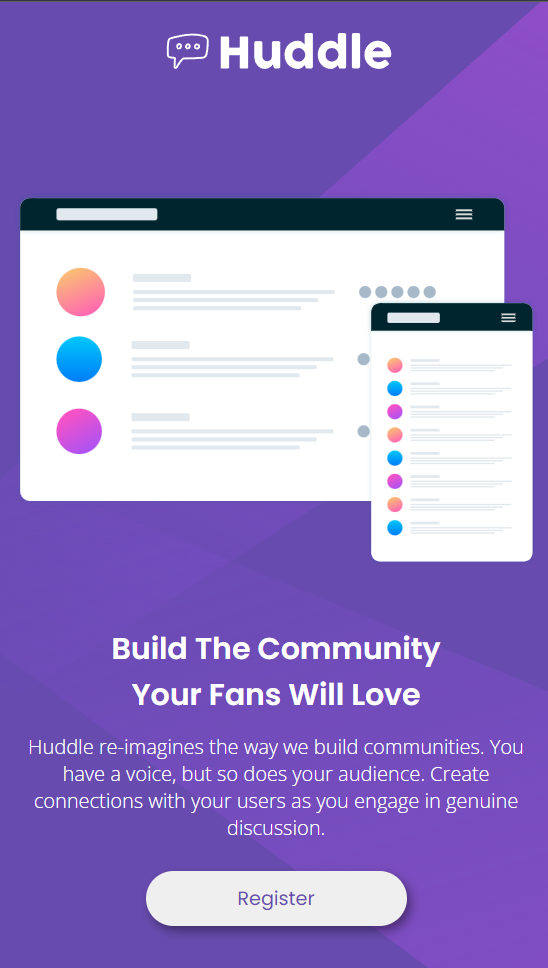 Huddle
Build The Community
Your Fans Will Love
Huddle re-imagines the way we build communities. You
have a voice, but so does your audience. Create
connections with your users as you engage in genuine
discussion.
Register